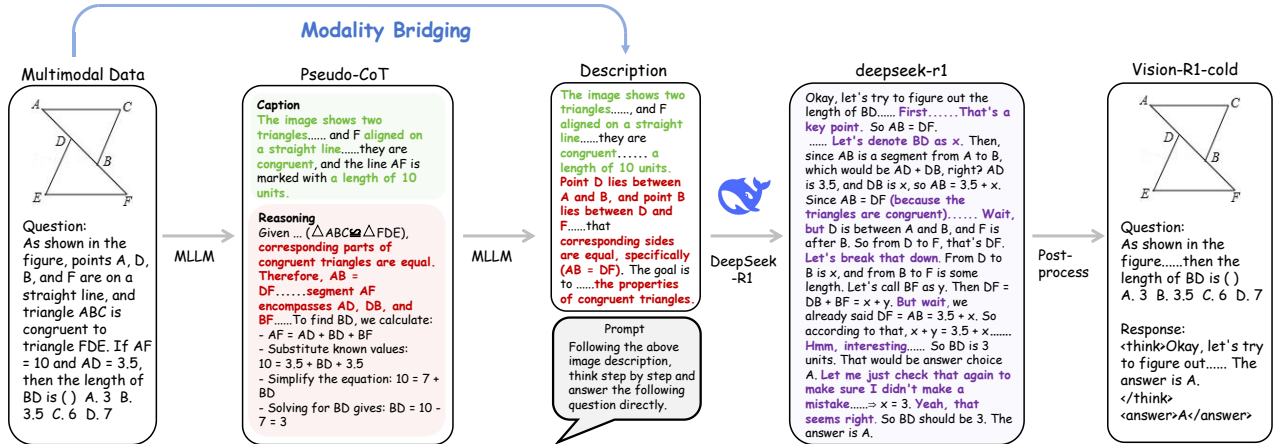 Modality Bridging
Multimodal Data
A
C
D
B
E
F
Question:
As shown in the
figure, points A, D,
B, and F are on a
straight line, and
triangle ABC is
congruent to
triangle FDE. If AF
= 10 and AD = 3.5,
then the length of
BD is ( ) A. 3 B.
3.5 C. 6 D. 7
MLLM
Pseudo-CoT
Caption
The image shows two
triangles...... and F aligned on
a straight line......they are
congruent, and the line AF is
marked with a length of 10
units.
Reasoning
Given ... (△ABC≌△FDE),
corresponding parts of
congruent triangles are equal.
Therefore, AB =
DF......segment AF
encompasses AD, DB, and
BF......To find BD, we calculate:
- AF = AD + BD + BF
- Substitute known values:
10 = 3.5 + BD + 3.5
- Simplify the equation: 10 = 7 +
BD
- Solving for BD gives: BD = 10 -
7 = 3
MLLM
Description
The image shows two
triangles......, and F
aligned on a straight
line......they are
congruent...... a
length of 10 units.
Point D lies between
A and B, and point B
lies between D and
F......that
corresponding sides
are equal, specifically
(AB = DF). The goal is
to ......the properties
of congruent triangles.
Prompt
Following the above
image description,
think step by step and
answer the following
question directly.
DeepSeek
-R1
deepseek-r1
Okay, let's try to figure out the
length of BD...... First......That's a
key point. So AB = DF.
...... Let's denote BD as x. Then,
since AB is a segment from A to B,
which would be AD + DB, right? AD
is 3.5, and DB is x, so AB = 3.5 + x.
Since AB = DF (because the
triangles are congruent)...... Wait,
but D is between A and B, and F is
after B. So from D to F, that's DF.
Let's break that down. From D to
B is x, and from B to F is some
length. Let's call BF as y. Then DF =
DB + BF = x + y. But wait, we
already said DF = AB = 3.5 + x. So
according to that, x + y = 3.5 + x.......
Hmm, interesting...... So BD is 3
units. That would be answer choice
A. Let me just check that again to
make sure I didn't make a
mistake......⇒ x = 3. Yeah, that
seems right. So BD should be 3. The
answer is A.
Post-
process
Vision-R1-cold
A
C
D
B
E
F
Question:
As shown in the
figure......then the
length of BD is ( )
A. 3 B. 3.5 C. 6 D. 7
Response:
<think>Okay, let's try
to figure out...... The
answer is A.
</think>
<answer>A</answer>